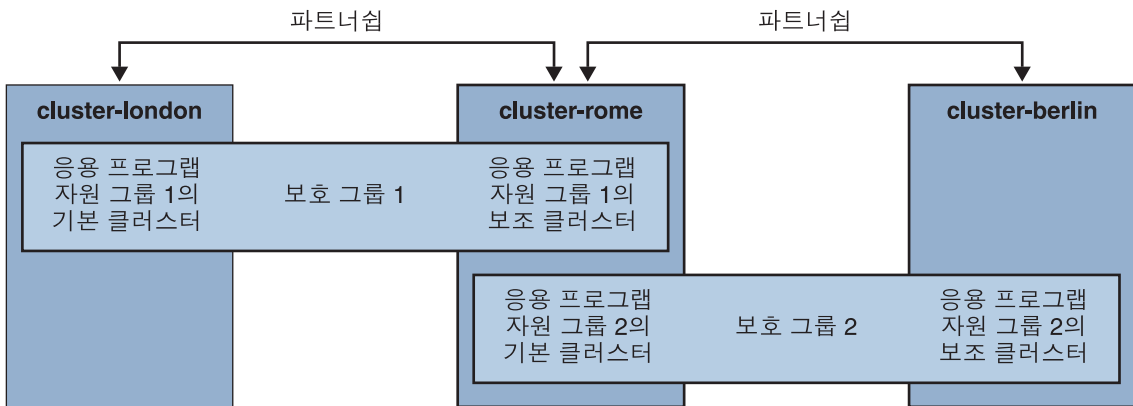 파트너쉽
파트너쉽
cluster-london
cluster-rome
cluster-berlin
응용 프로그랩
자원 그룹 1의
기본 클러스터
보호 그룹 1
응용 프로그랩
자원 그룹 1의
보조 클러스터
응용 프로그랩
자원 그룹 2의
기본 클러스터
보호 그룹 2
응용 프로그랩
자원 그룹 2의
보조 클러스터